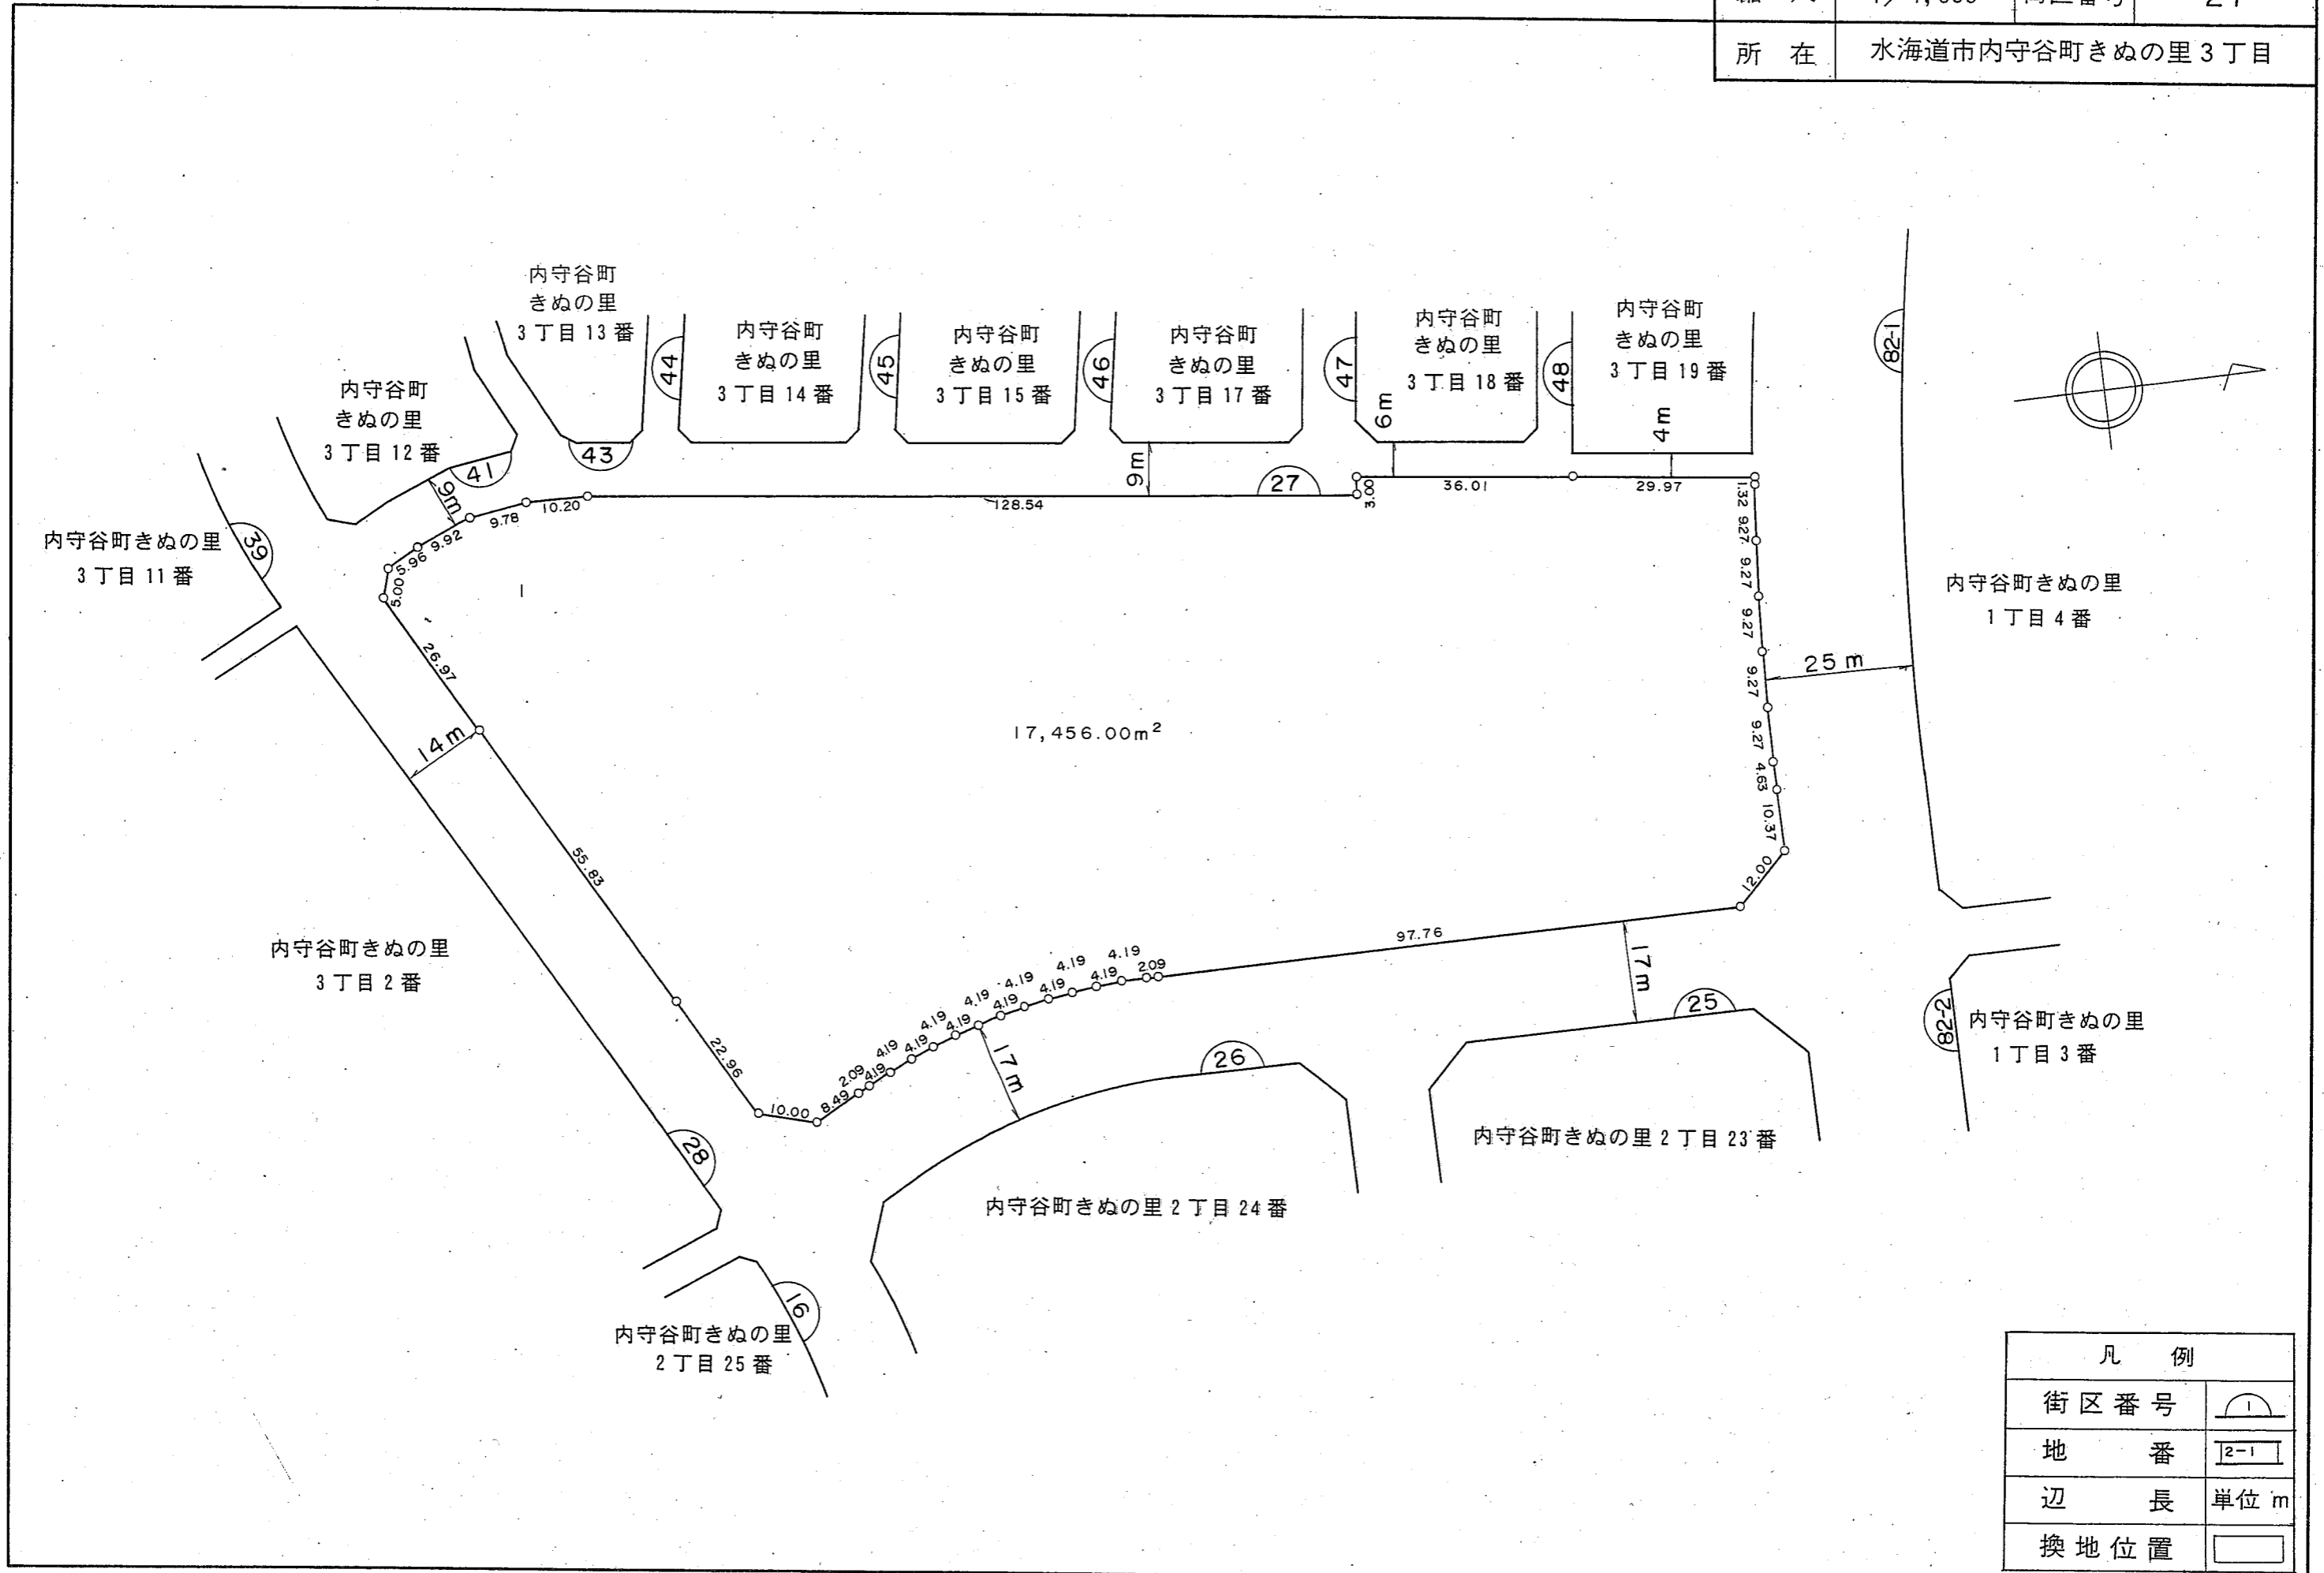 所 在 水海道市内守谷町きぬの里3丁目
内守谷町
きぬの里
3丁目13番
内守谷町
きぬの里
3丁目12番
内守谷町
きぬの里
3丁目14番
内守谷町
きぬの里
3丁目15番
内守谷町
きぬの里
3丁目17番
内守谷町
きぬの里
3丁目18番
内守谷町
きぬの里
3丁目19番
44
45
46
47
48
82-1
6m
4m
41
43
9m
9m
27
39
内守谷町きぬの里
3丁目11番
5.00
5.96
9.92
9.78
10.20
128.54
3.00
36.01
29.97
1.32
9.27
9.27
9.27
9.27
9.27
4.63
10.37
12.00
25m
内守谷町きぬの里
1丁目4番
1
26.97
14m
17,456.00m²
55.83
22.96
10.00
8.49
2.09
4.19
4.19
4.19
4.19
4.19
4.19
4.19
4.19
4.19
4.19
4.19
4.19
2.09
97.76
17m
17m
内守谷町きぬの里
3丁目2番
28
26
25
82-2
内守谷町きぬの里
1丁目3番
内守谷町きぬの里2丁目23番
内守谷町きぬの里2丁目24番
16
内守谷町きぬの里
2丁目25番
凡 例
街区番号 1
地 番 2-1
辺 長 単位 m
換地位置